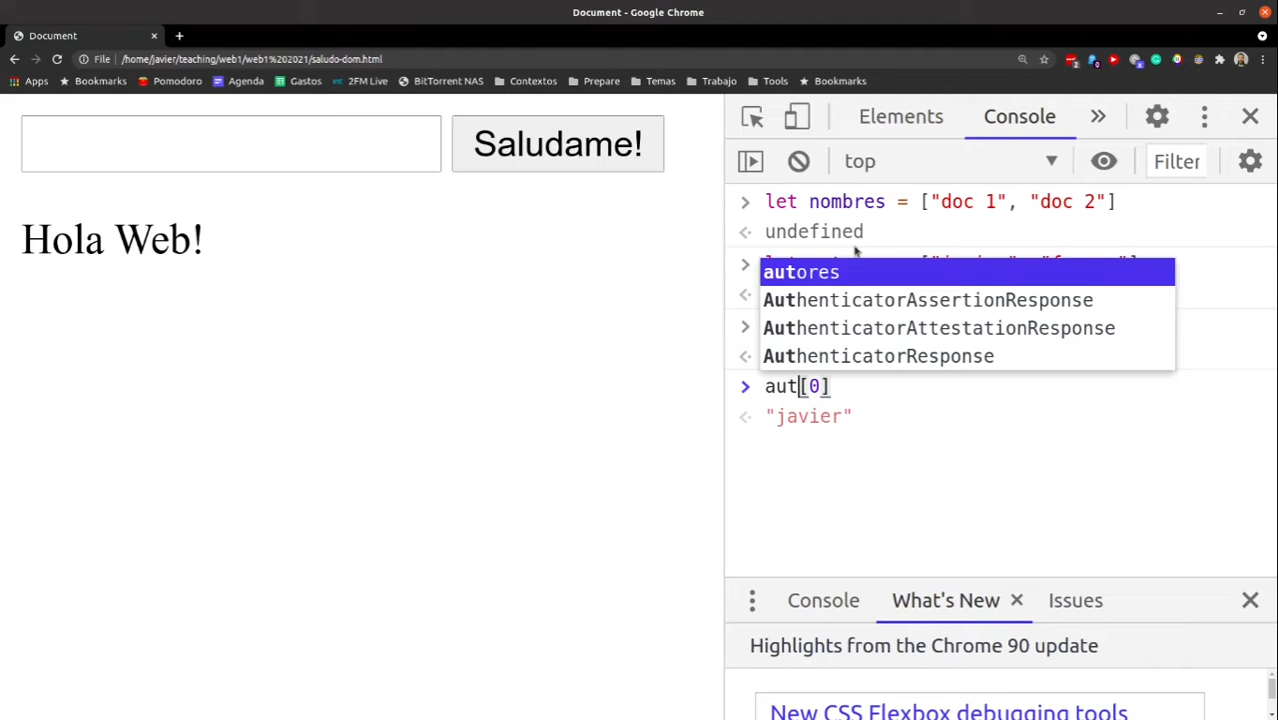 Document - Google Chrome
Document
File /home/javier/teaching/web1/web1%202021/saludo-dom.html
Apps Bookmarks Pomodoro Agenda Gastos 2FM Live BitTorrent NAS Contextos Prepare Temas Trabajo Tools Bookmarks
Saludame!
Hola Web!
Elements Console
top Filter
let nombres = ["doc 1", "doc 2"]
undefined
autores
AuthenticatorAssertionResponse
AuthenticatorAttestationResponse
AuthenticatorResponse
aut[0]
"javier"
Console What's New Issues
Highlights from the Chrome 90 update
New CSS Flexbox debugging tools